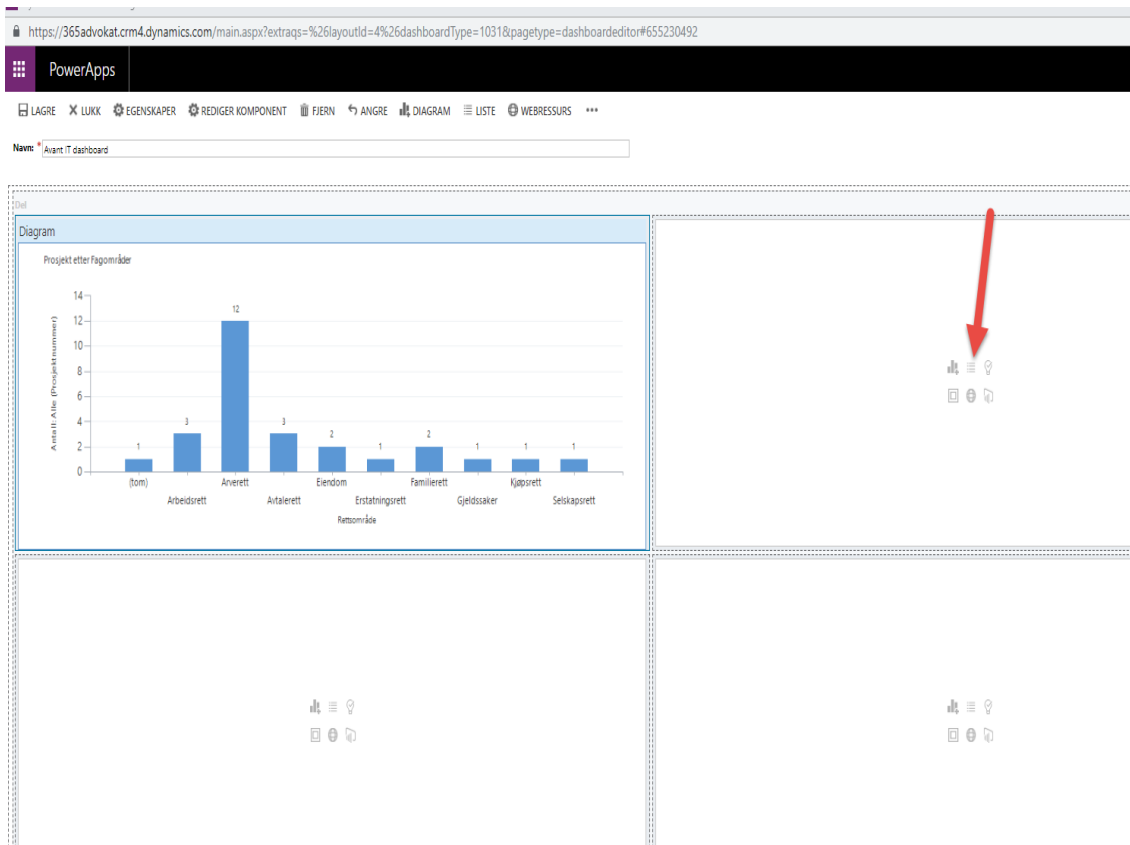 https://365advokat.crm4.dynamics.com/main.aspx?extraqs=%26layoutId=4%26dashboardType=1031&pagetype=dashboardeditor#655230492
PowerApps
LAGRE LUKK EGENSKAPER REDIGER KOMPONENT FJERN ANGRE DIAGRAM LISTE WEBRESSURS •••
Navn: * Avant IT dashboard
Del
Diagram
Prosjekt etter Fagområder
Antall: Alle (Prosjektnummer)
14
12
10
8
6
4
2
0
1 3 12 3 2 1 2 1 1 1
(tom) Arverett Eiendom Familierett Kjøpsrett
Arbeidsrett Avtalerett Erstatningsrett Gjeldssaker Selskapsrett
Rettsområde